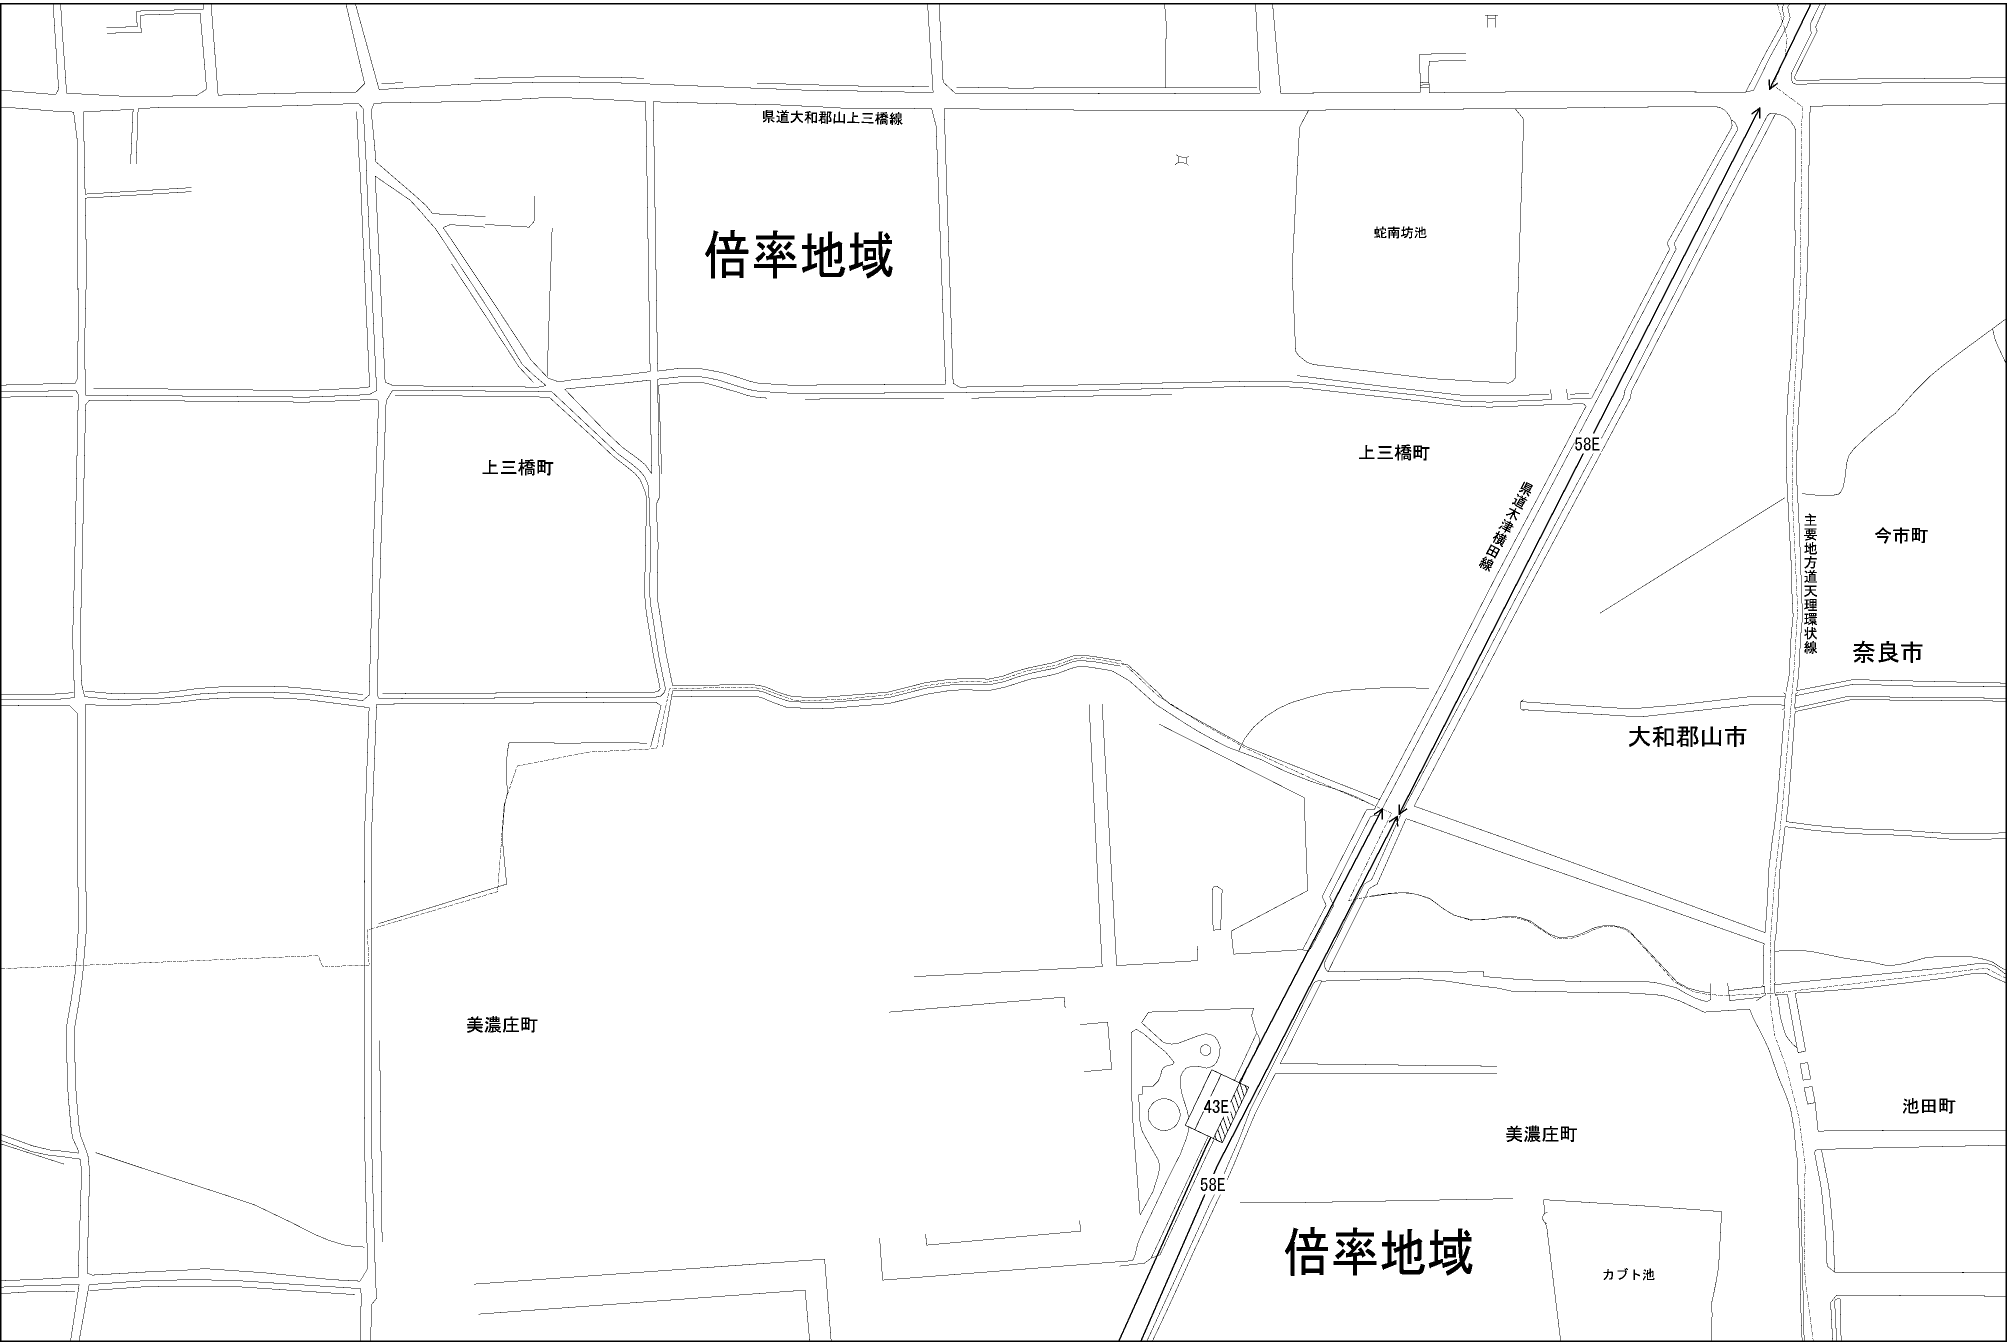 県道大和郡山上三橋線
倍率地域
蛇南坊池
58E
上三橋町
上三橋町
県道木津横田線
主要地方道天理環状線
今市町
奈良市
大和郡山市
美濃庄町
43E
池田町
美濃庄町
58E
倍率地域
カブト池